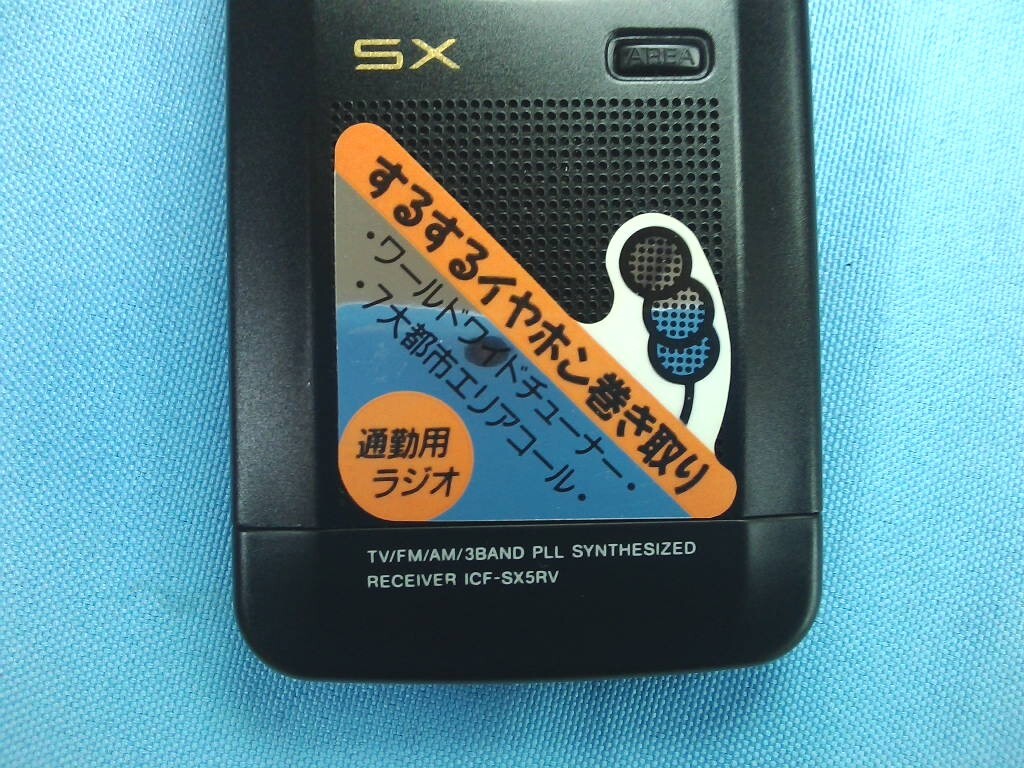 SX
AREA
するするイヤホン巻き取り
・ワールドワイドチューナー・
・7大都市エリアコール・
通勤用
ラジオ
TV/FM/AM/3BAND PLL SYNTHESIZED
RECEIVER ICF-SX5RV